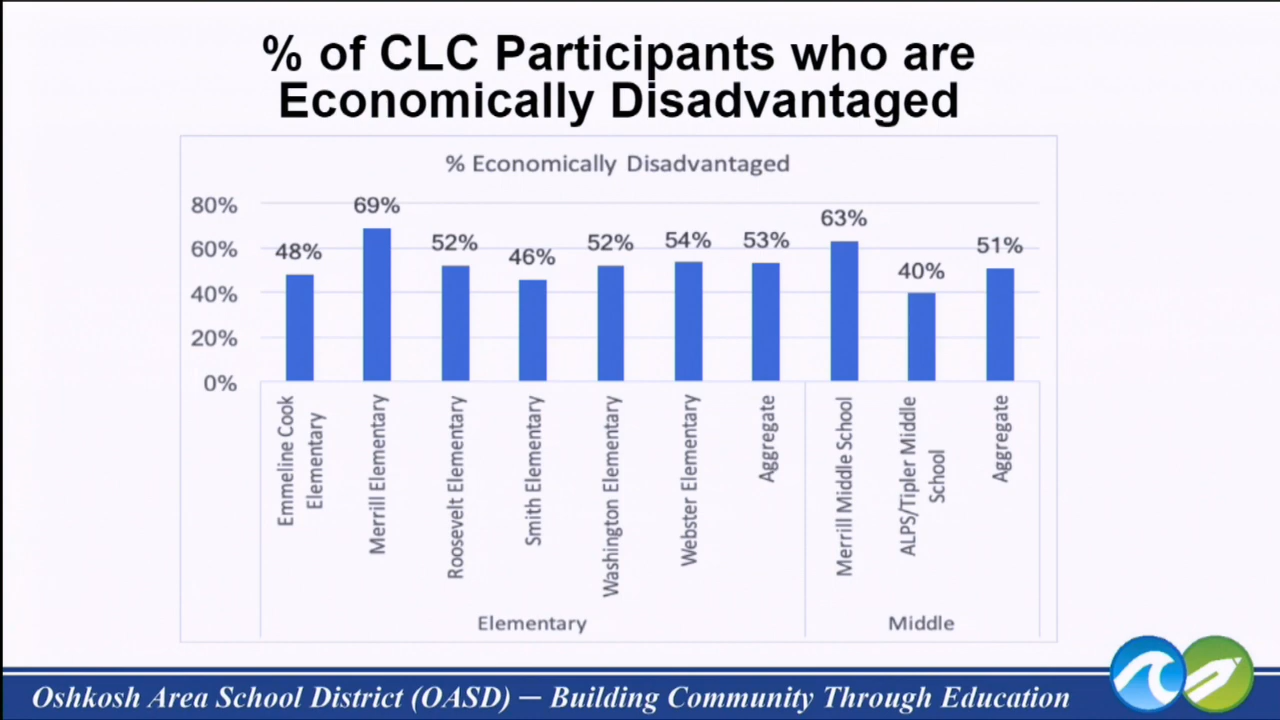 % of CLC Participants who are
Economically Disadvantaged
% Economically Disadvantaged
80%
60%
40%
20%
0%
48%
69%
52%
46%
52%
54%
53%
63%
40%
51%
Emmeline Cook
Elementary
Merrill Elementary
Roosevelt Elementary
Smith Elementary
Washington Elementary
Webster Elementary
Aggregate
Merrill Middle School
ALPS/Tipler Middle
School
Aggregate
Elementary
Middle
Oshkosh Area School District (OASD) — Building Community Through Education